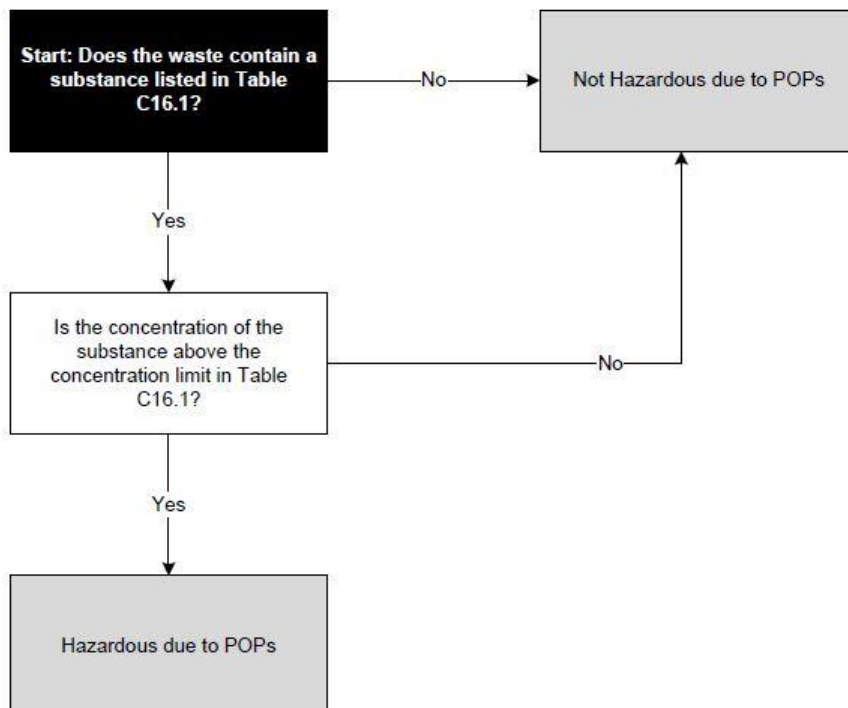 Start: Does the waste contain a
substance listed in Table
C16.1?
No
Not Hazardous due to POPs
Yes
Is the concentration of the
substance above the
concentration limit in Table
C16.1?
No
Yes
Hazardous due to POPs